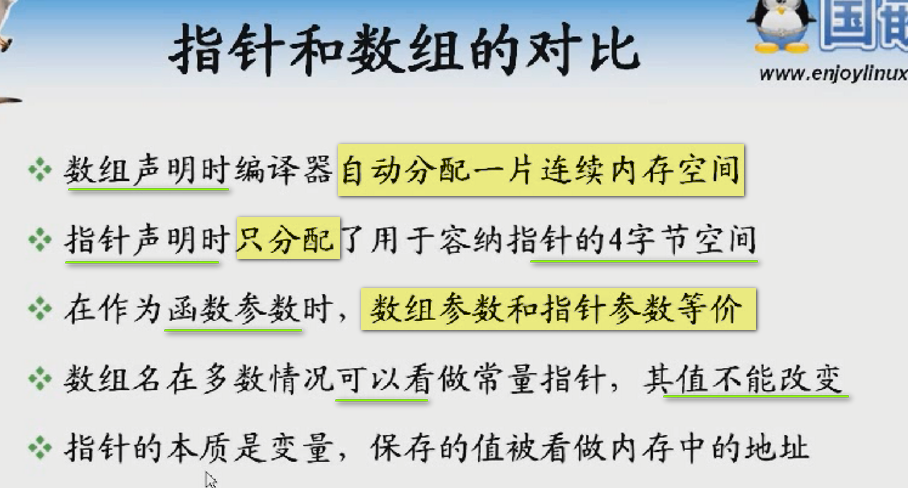 指针和数组的对比
国嵌
www.enjoylinux
数组声明时编译器自动分配一片连续内存空间
指针声明时只分配了用于容纳指针的4字节空间
在作为函数参数时，数组参数和指针参数等价
数组名在多数情况可以看做常量指针，其值不能改变
指针的本质是变量，保存的值被看做内存中的地址